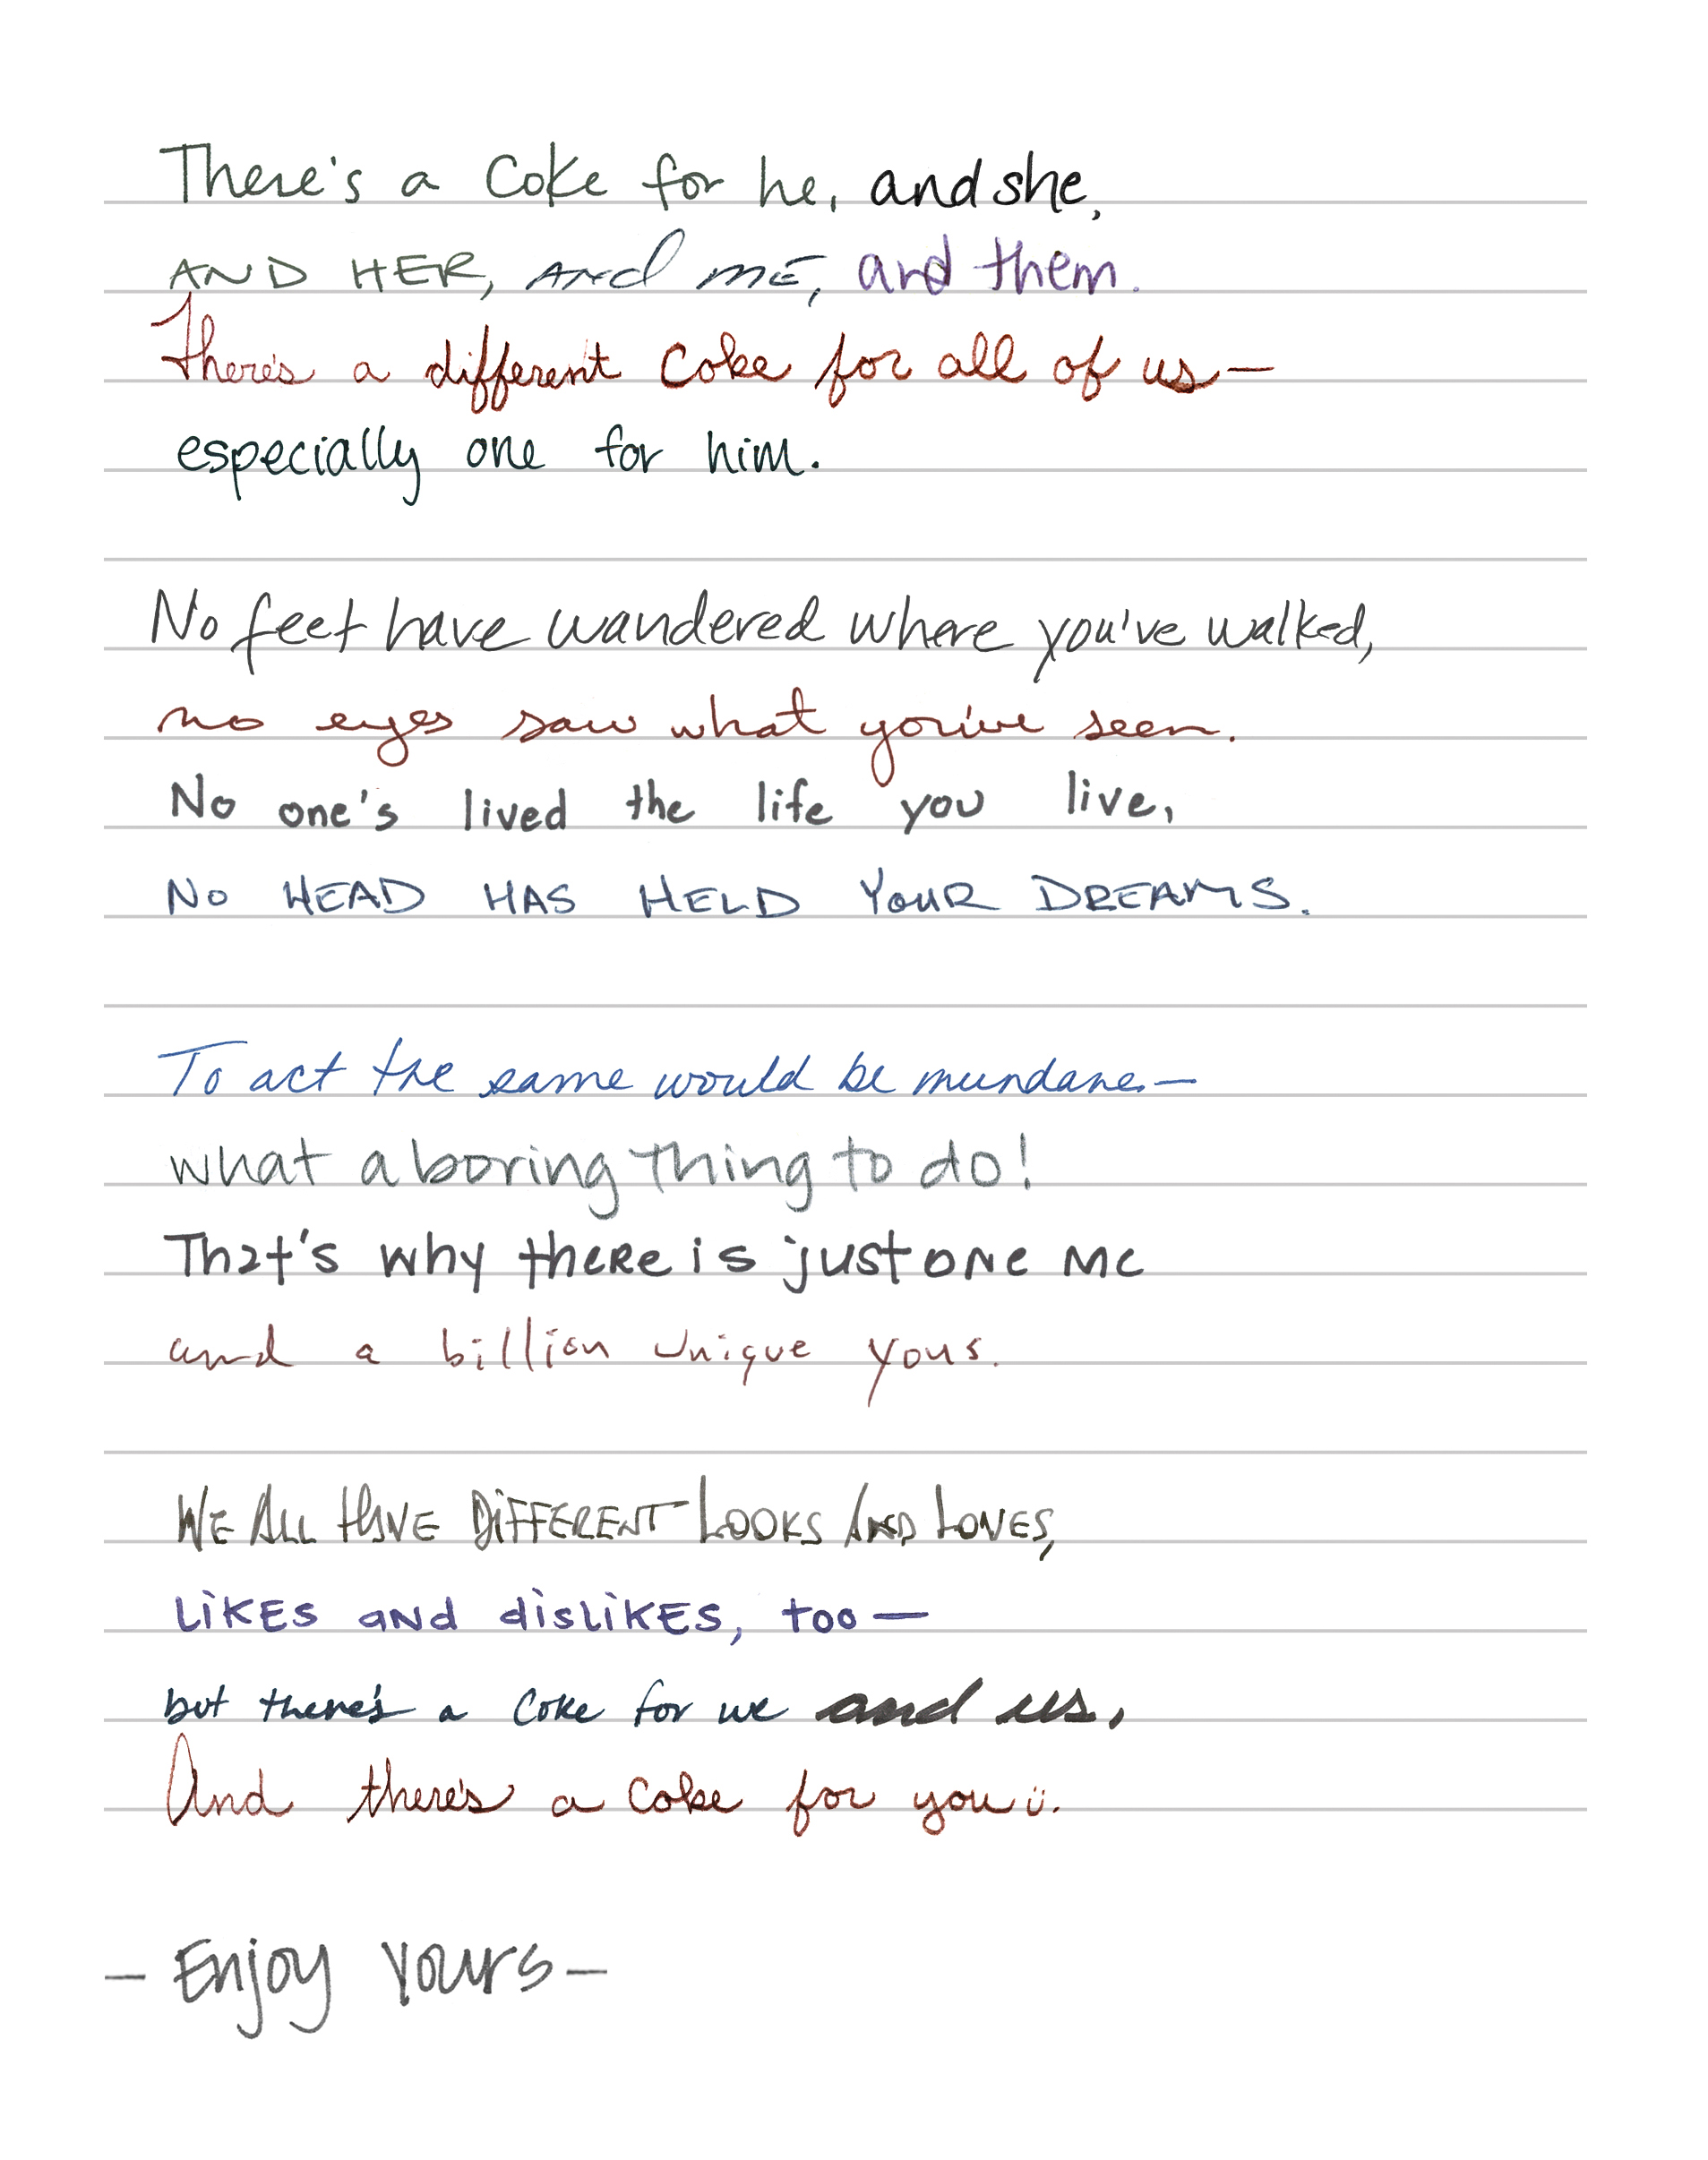 There's a Coke for he, and she,
AND HER, and ME, and them.
There's a different Coke for all of us—
especially one for him.
No feet have wandered where you've walked,
no eyes saw what you've seen.
No one's lived the life you live,
No HEAD HAS HELD YOUR DREAMS.
To act the same would be mundane—
what a boring thing to do!
That's why there is just one Me
and a billion unique yous.
WE ALL HAVE DiFFERENT LOOKS AND LOVES,
LiKES and disLiKES, too—
but there's a Coke for we and us,
And there's a Coke for you ü.
- Enjoy Yours -